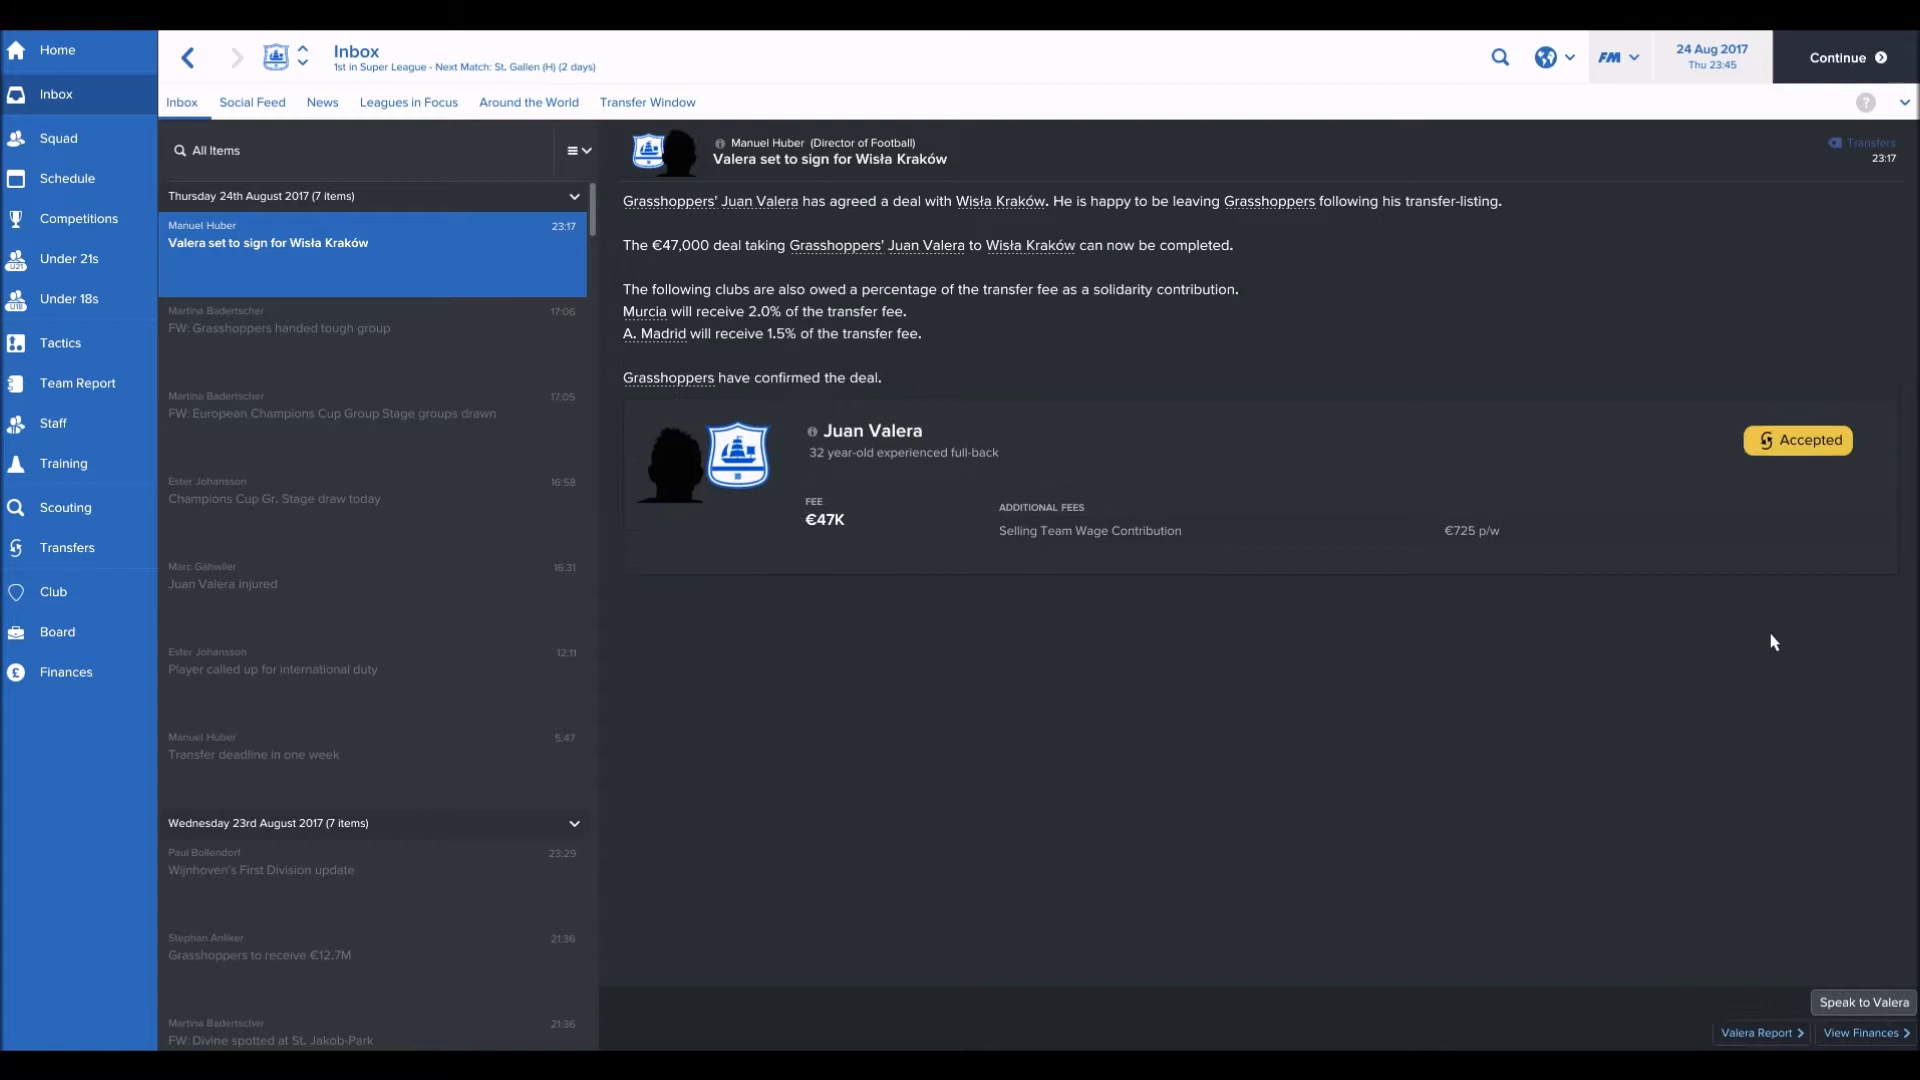 Home
Inbox
Squad
Schedule
Competitions
U21
Under 21s
U18
Under 18s
Tactics
Team Report
Staff
Training
Scouting
Transfers
Club
Board
£
Finances
Inbox
1st in Super League - Next Match: St. Gallen (H) (2 days)
FM
24 Aug 2017
Thu 23:45
Continue
Inbox
Social Feed
News
Leagues in Focus
Around the World
Transfer Window
?
All Items
Thursday 24th August 2017 (7 items)
Manuel Huber 23:17
Valera set to sign for Wisła Kraków
Martina Badertscher 17:06
FW: Grasshoppers handed tough group
Martina Badertscher 17:05
FW: European Champions Cup Group Stage groups drawn
Ester Johansson 16:58
Champions Cup Gr. Stage draw today
Marc Gähwiler 16:31
Juan Valera injured
Ester Johansson 12:11
Player called up for international duty
Manuel Huber 5:47
Transfer deadline in one week
Wednesday 23rd August 2017 (7 items)
Paul Bollendorf 23:29
Wijnhoven's First Division update
Stephan Anliker 21:36
Grasshoppers to receive €12.7M
Martina Badertscher 21:36
FW: Divine spotted at St. Jakob-Park
Manuel Huber (Director of Football)
Valera set to sign for Wisła Kraków
Transfers
23:17
Grasshoppers' Juan Valera has agreed a deal with Wisła Kraków. He is happy to be leaving Grasshoppers following his transfer-listing.
The €47,000 deal taking Grasshoppers' Juan Valera to Wisła Kraków can now be completed.
The following clubs are also owed a percentage of the transfer fee as a solidarity contribution.
Murcia will receive 2.0% of the transfer fee.
A. Madrid will receive 1.5% of the transfer fee.
Grasshoppers have confirmed the deal.
Juan Valera
32 year-old experienced full-back
Accepted
FEE
€47K
ADDITIONAL FEES
Selling Team Wage Contribution €725 p/w
Speak to Valera
Valera Report
View Finances